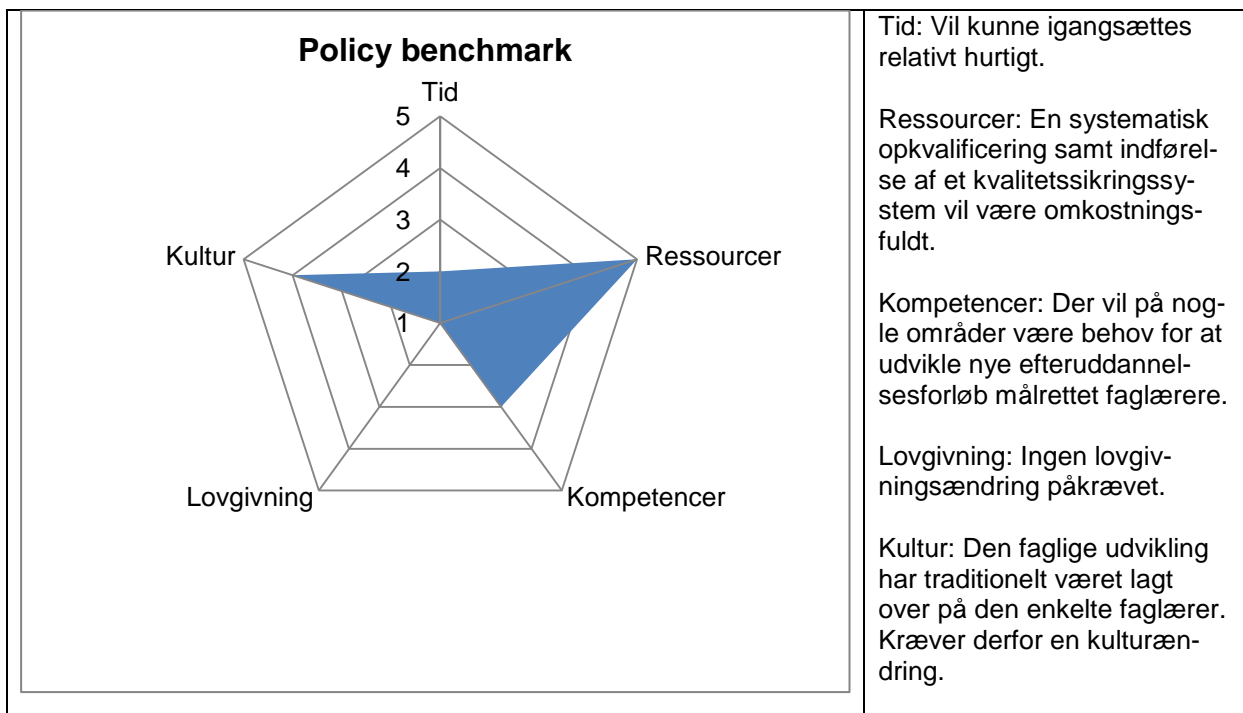 Policy benchmark
Tid
5
4
3
2
1
Ressourcer
Kompetencer
Lovgivning
Kultur
Tid: Vil kunne igangsættes
relativt hurtigt.
Ressourcer: En systematisk
opkvalificering samt indførel-
se af et kvalitetssikringssy-
stem vil være omkostnings-
fuldt.
Kompetencer: Der vil på nog-
le områder være behov for at
udvikle nye efteruddannel-
sesforløb målrettet faglærere.
Lovgivning: Ingen lovgiv-
ningsændring påkrævet.
Kultur: Den faglige udvikling
har traditionelt været lagt
over på den enkelte faglærer.
Kræver derfor en kulturæn-
dring.